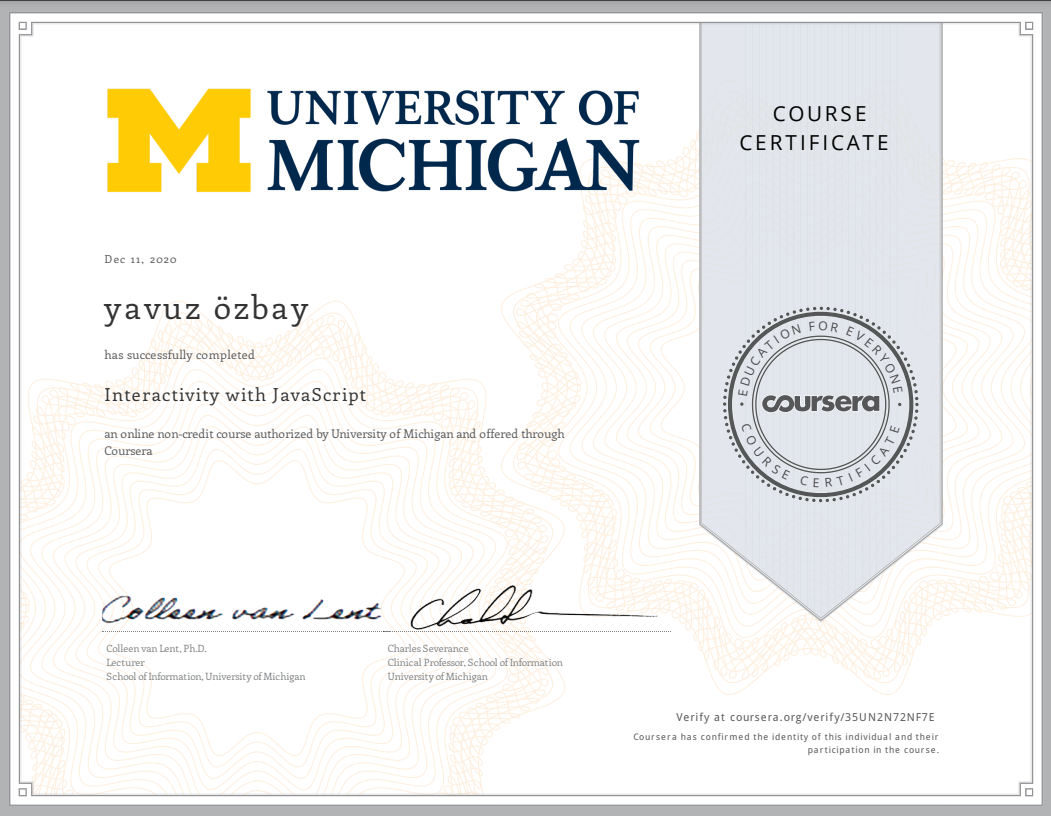 M UNIVERSITY OF
MICHIGAN
COURSE
CERTIFICATE
Dec 11, 2020
yavuz özbay
has successfully completed
Interactivity with JavaScript
an online non-credit course authorized by University of Michigan and offered through
Coursera
EDUCATION FOR EVERYONE
coursera
COURSE CERTIFICATE
Colleen van Lent
Colleen van Lent, Ph.D.
Lecturer
School of Information, University of Michigan
Charles Severance
Clinical Professor, School of Information
University of Michigan
Verify at coursera.org/verify/35UN2N72NF7E
Coursera has confirmed the identity of this individual and their
participation in the course.